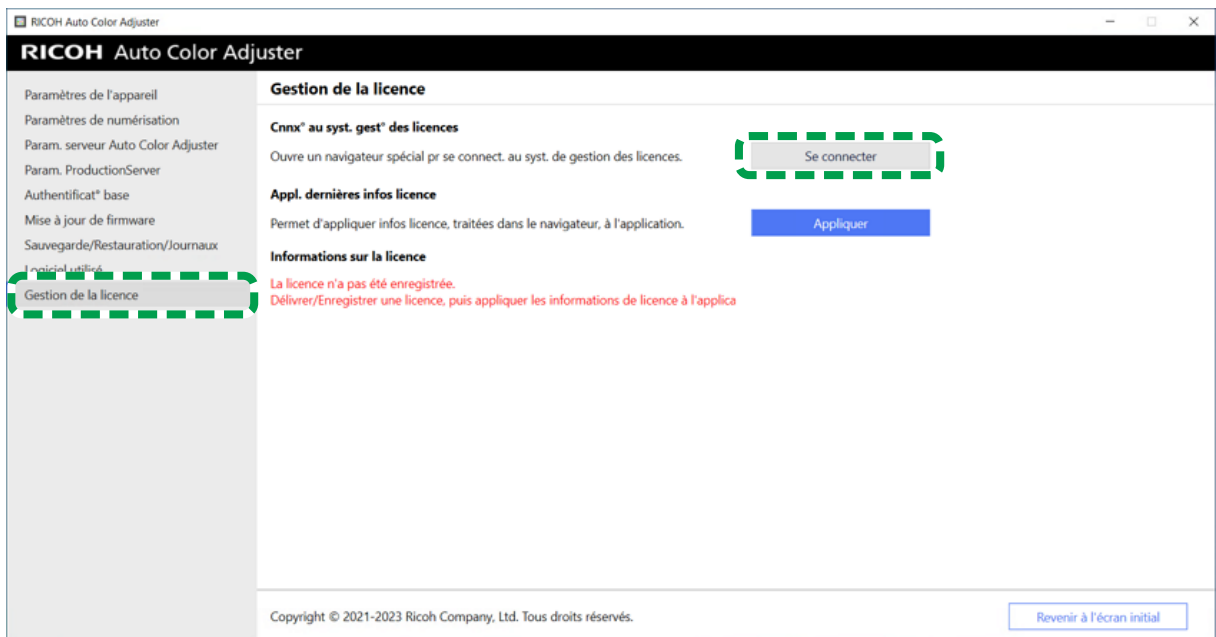 RICOH Auto Color Adjuster
RICOH Auto Color Adjuster
Paramètres de l'appareil
Paramètres de numérisation
Param. serveur Auto Color Adjuster
Param. ProductionServer
Authentificat° base
Mise à jour de firmware
Sauvegarde/Restauration/Journaux
Logiciel utilisé
Gestion de la licence
Gestion de la licence
Cnnx° au syst. gest° des licences
Ouvre un navigateur spécial pr se connect. au syst. de gestion des licences.
Se connecter
Appl. dernières infos licence
Permet d'appliquer infos licence, traitées dans le navigateur, à l'application.
Appliquer
Informations sur la licence
La licence n'a pas été enregistrée.
Délivrer/Enregistrer une licence, puis appliquer les informations de licence à l'applica
Copyright © 2021-2023 Ricoh Company, Ltd. Tous droits réservés.
Revenir à l'écran initial